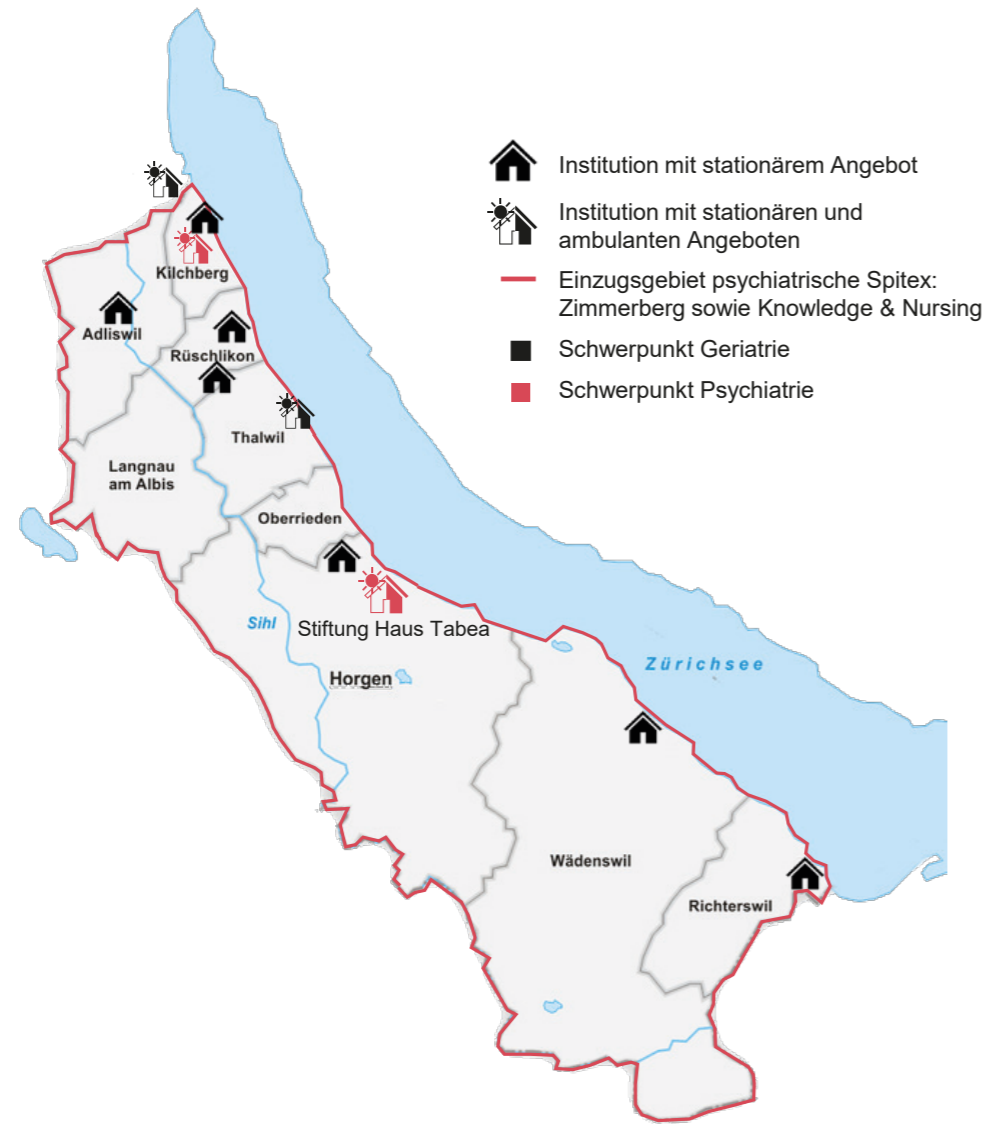 Institution mit stationärem Angebot
Institution mit stationären und
ambulanten Angeboten
Einzugsgebiet psychiatrische Spitex:
Zimmerberg sowie Knowledge & Nursing
Schwerpunkt Geriatrie
Schwerpunkt Psychiatrie
Kilchberg
Adliswil
Rüschlikon
Thalwil
Langnau
am Albis
Oberrieden
Sihl
Stiftung Haus Tabea
Zürichsee
Horgen
Wädenswil
Richterswil